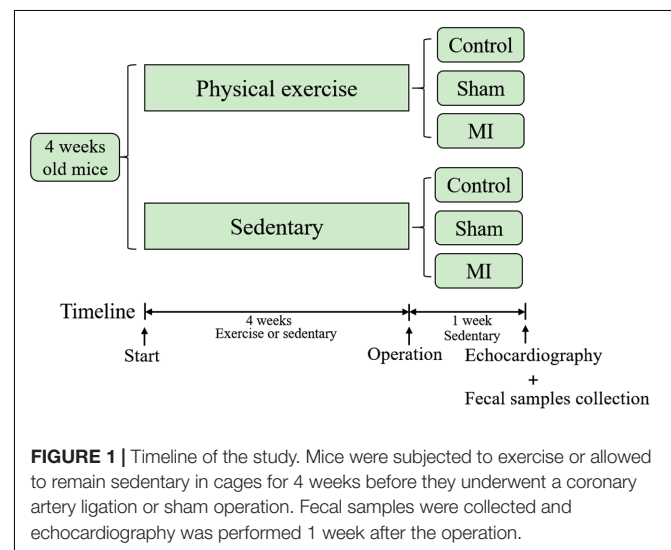 Control
Physical exercise
Sham
MI
4 weeks
old mice
Control
Sedentary
Sham
MI
Timeline
4 weeks
Exercise or sedentary
1 week
Sedentary
Start
Operation
Echocardiography
+
Fecal samples collection
FIGURE 1 | Timeline of the study. Mice were subjected to exercise or allowed
to remain sedentary in cages for 4 weeks before they underwent a coronary
artery ligation or sham operation. Fecal samples were collected and
echocardiography was performed 1 week after the operation.